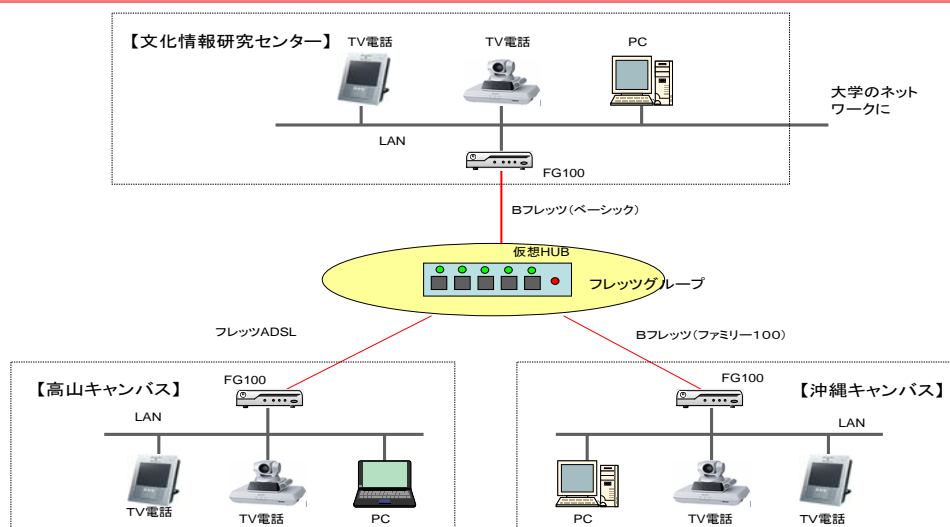 【文化情報研究センター】
TV電話
TV電話
PC
大学のネット
ワークに
LAN
FG100
Bフレッツ(ベーシック)
仮想HUB
フレッツグループ
フレッツADSL
Bフレッツ(ファミリー100)
【高山キャンバス】
FG100
LAN
TV電話
TV電話
PC
FG100
【沖縄キャンバス】
LAN
PC
TV電話
TV電話